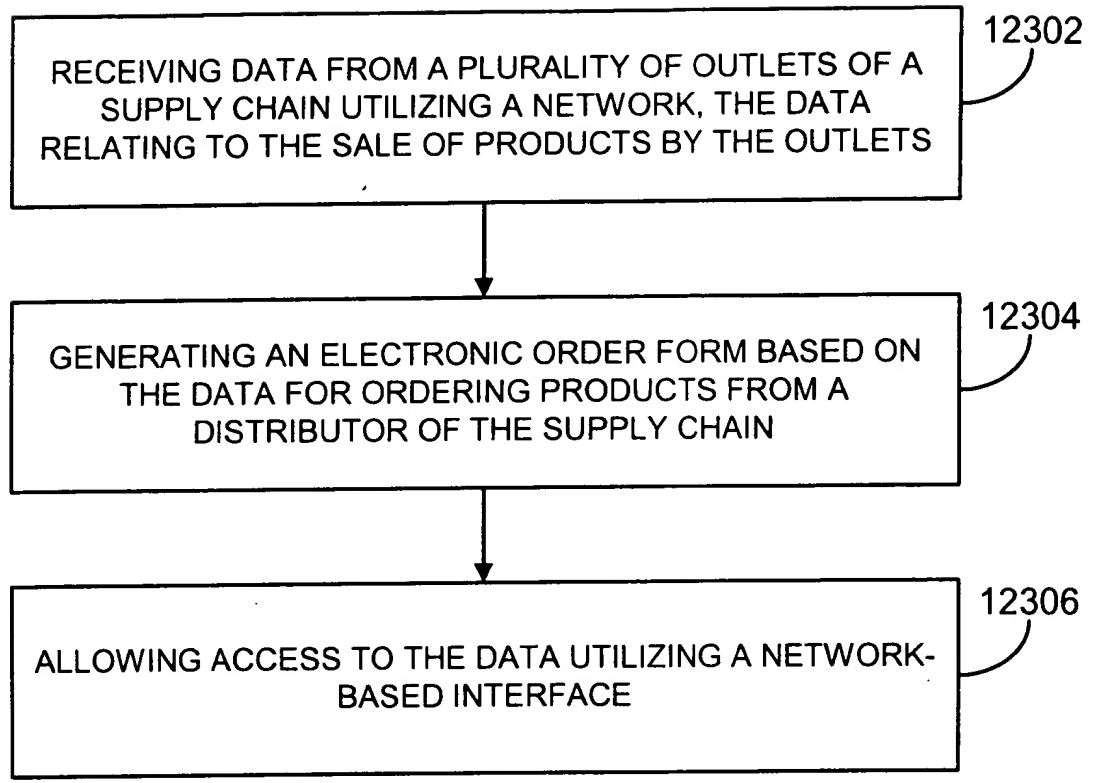 12302
RECEIVING DATA FROM A PLURALITY OF OUTLETS OF A
SUPPLY CHAIN UTILIZING A NETWORK, THE DATA
RELATING TO THE SALE OF PRODUCTS BY THE OUTLETS
12304
GENERATING AN ELECTRONIC ORDER FORM BASED ON
THE DATA FOR ORDERING PRODUCTS FROM A
DISTRIBUTOR OF THE SUPPLY CHAIN
12306
ALLOWING ACCESS TO THE DATA UTILIZING A NETWORK-
BASED INTERFACE